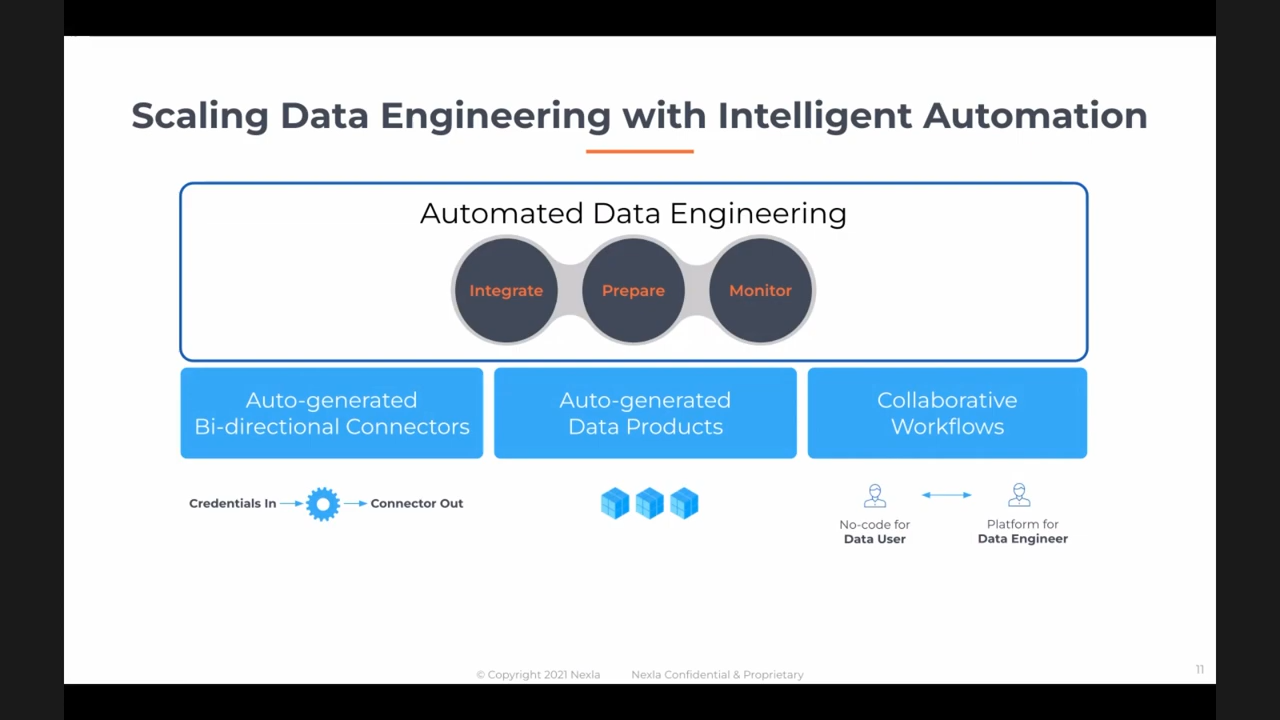 Scaling Data Engineering with Intelligent Automation
Automated Data Engineering
Integrate
Prepare
Monitor
Auto-generated
Bi-directional Connectors
Auto-generated
Data Products
Collaborative
Workflows
Credentials In
Connector Out
No-code for
Data User
Platform for
Data Engineer
© Copyright 2021 Nexla
Nexla Confidential & Proprietary
11